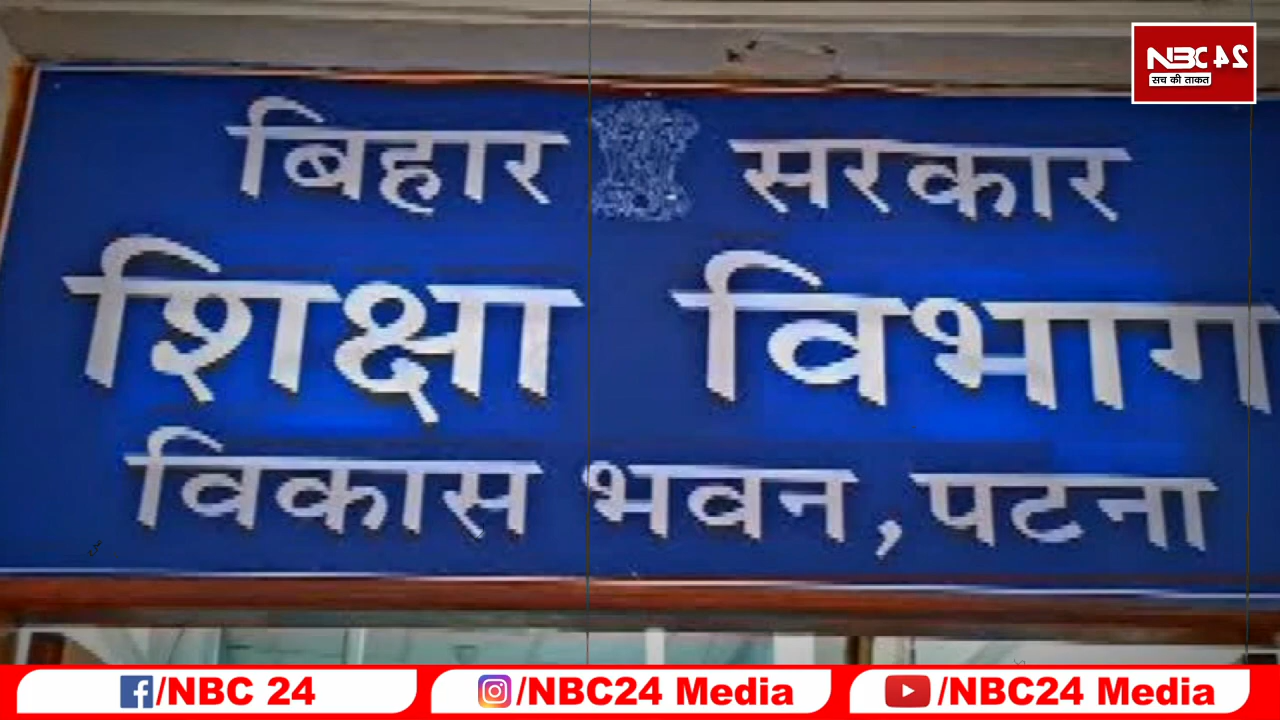 NBC 24
सच की ताकत
बिहार सरकार
शिक्षा विभाग
विकास भवन, पटना
/NBC 24
/NBC24 Media
/NBC24 Media